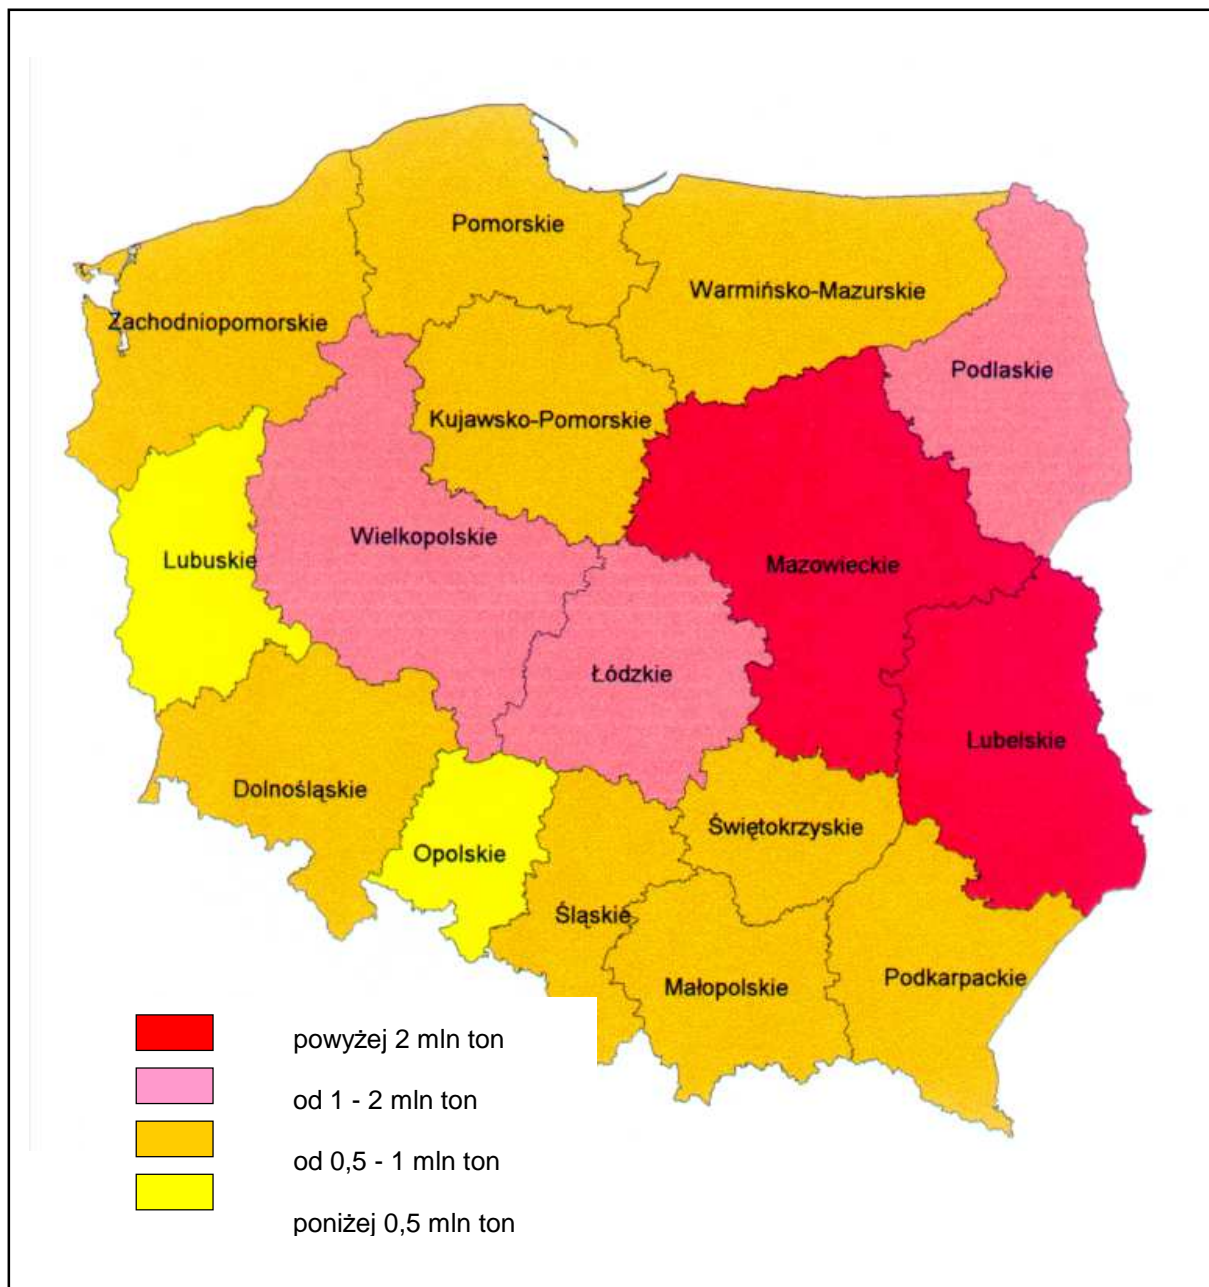 Pomorskie
Warmińsko-Mazurskie
Zachodniopomorskie
Podlaskie
Kujawsko-Pomorskie
Wielkopolskie
Lubuskie
Mazowieckie
Łódzkie
Lubelskie
Dolnośląskie
Świętokrzyskie
Opolskie
Śląskie
Podkarpackie
Małopolskie
powyżej 2 mln ton
od 1 - 2 mln ton
od 0,5 - 1 mln ton
poniżej 0,5 mln ton